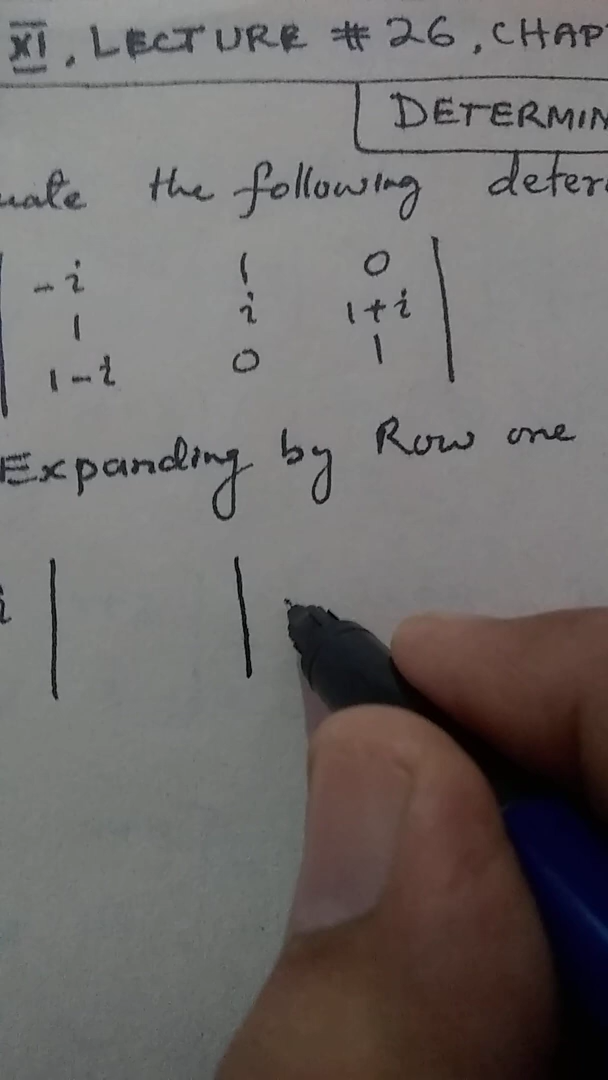 XI, LECTURE # 26, CHAP
DETERMIN
uate the following deter
-i 1 0
1 i 1+i
1-i 0 1
Expanding by Row one
i